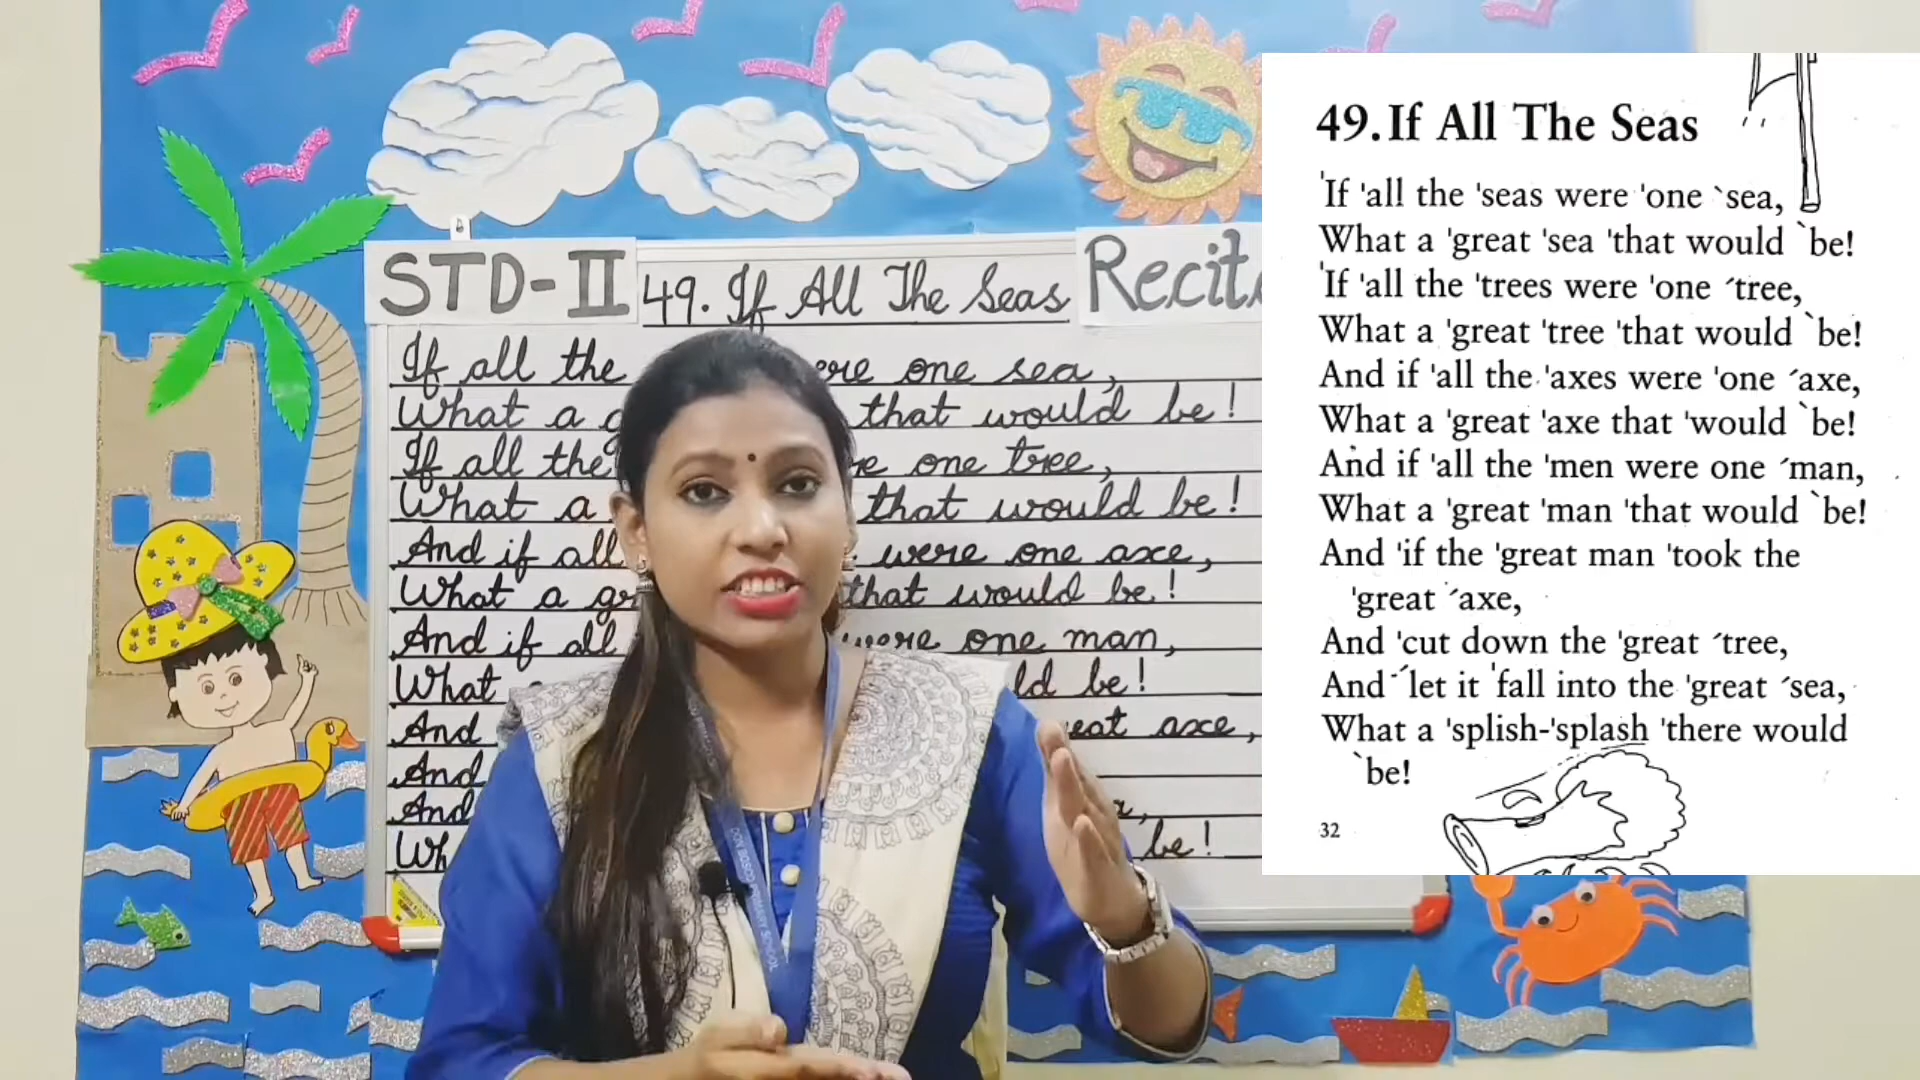 STD-II
49. If All The Seas
Recit
If all the ere one sea,
What a that would be!
If all the one tree,
What a that would be!
And if all were one axe,
What a that would be!
And if all were one man,
What be!
And axe,
And
And
be!
DON BOSCO SCHOOL
49. If All The Seas
'If 'all the 'seas were 'one `sea,
What a 'great 'sea 'that would `be!
'If 'all the 'trees were 'one ´tree,
What a 'great 'tree 'that would `be!
And if 'all the 'axes were 'one ´axe,
What a 'great 'axe that 'would `be!
And if 'all the 'men were one ´man,
What a 'great 'man 'that would `be!
And 'if the 'great man 'took the
'great ´axe,
And 'cut down the 'great ´tree,
And ´let it 'fall into the 'great ´sea,
What a 'splish-'splash 'there would
`be!
32